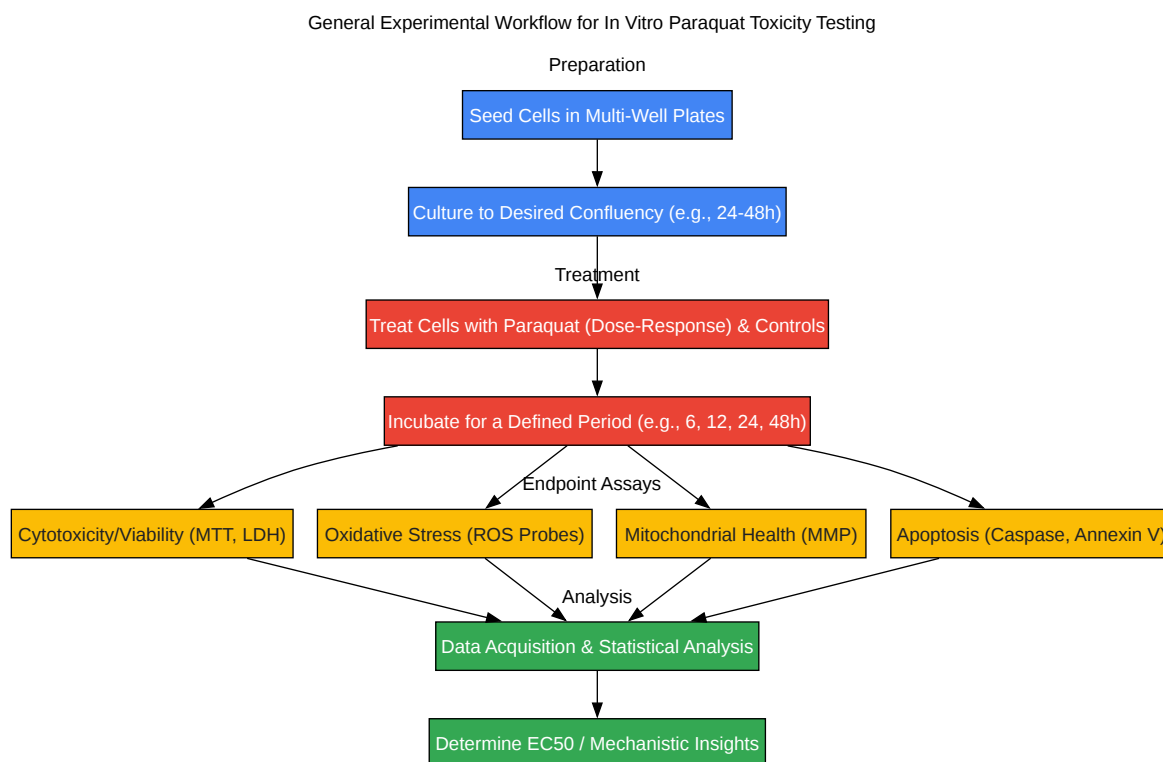 General Experimental Workflow for In Vitro Paraquat Toxicity Testing
Preparation
Seed Cells in Multi-Well Plates
Culture to Desired Confluency (e.g., 24-48h)
Treatment
Treat Cells with Paraquat (Dose-Response) & Controls
Incubate for a Defined Period (e.g., 6, 12, 24, 48h)
Endpoint Assays
Cytotoxicity/Viability (MTT, LDH)
Oxidative Stress (ROS Probes)
Mitochondrial Health (MMP)
Apoptosis (Caspase, Annexin V)
Analysis
Data Acquisition & Statistical Analysis
Determine EC50 / Mechanistic Insights